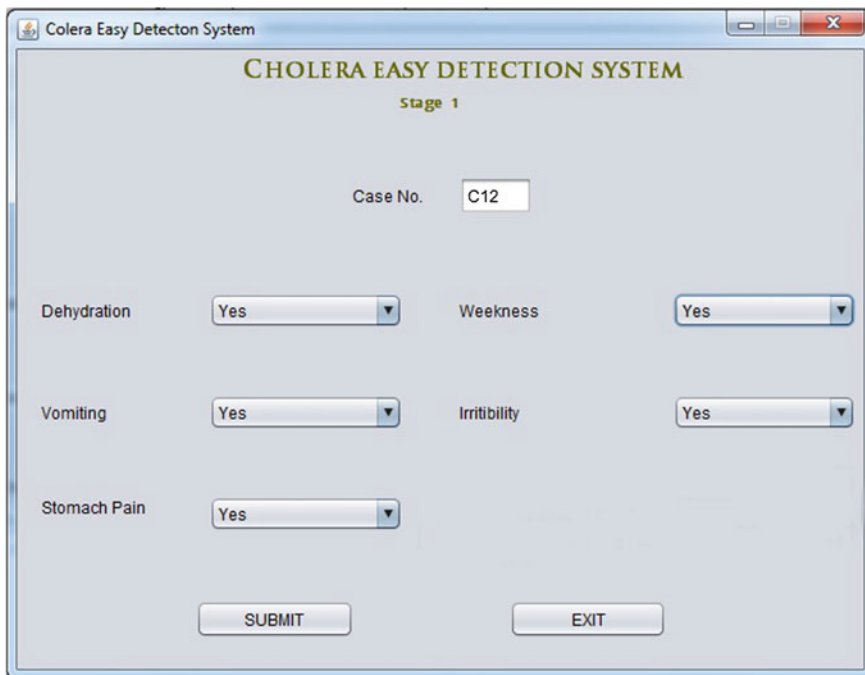 Colera Easy Detecton System
CHOLERA EASY DETECTION SYSTEM
Stage 1
Case No. C12
Dehydration Yes Weekness Yes
Vomiting Yes Irritibility Yes
Stomach Pain Yes
SUBMIT EXIT